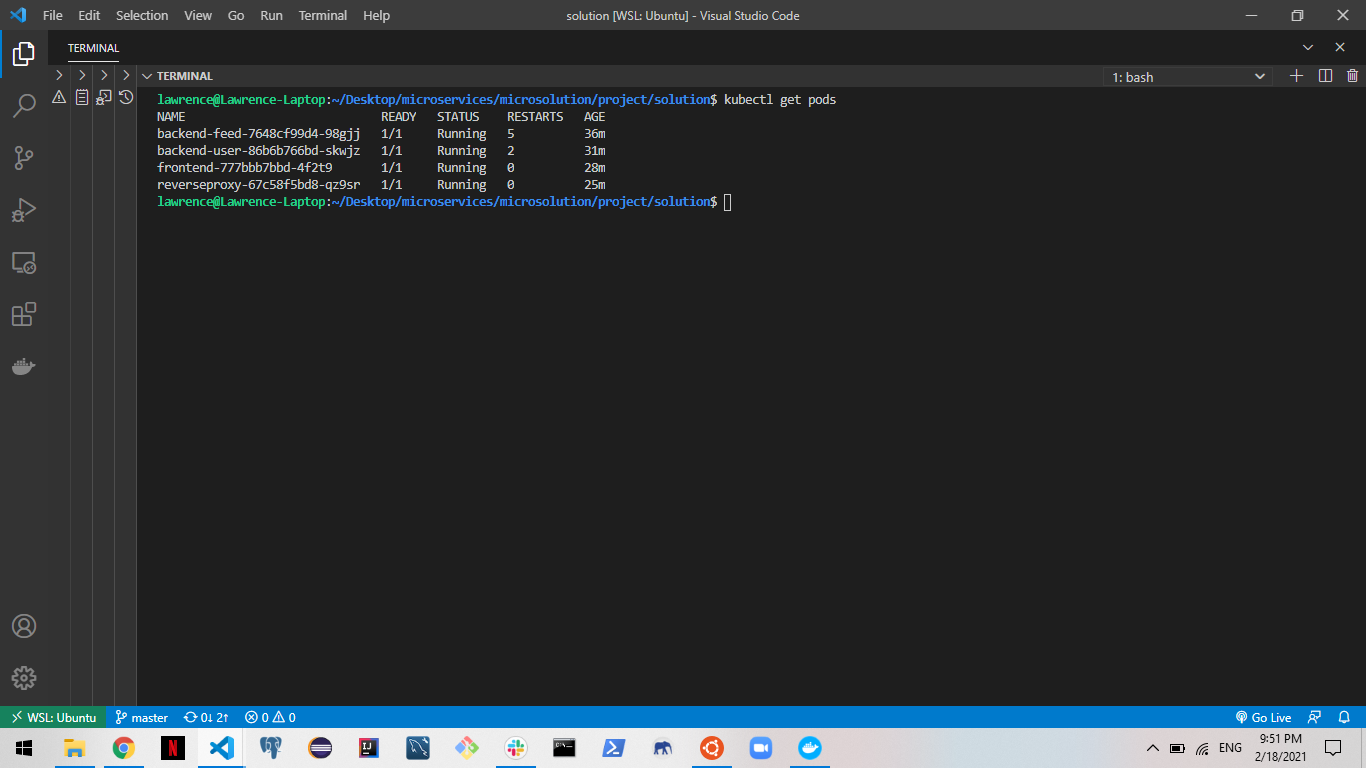 File Edit Selection View Go Run Terminal Help solution [WSL: Ubuntu] - Visual Studio Code
TERMINAL
TERMINAL 1: bash
lawrence@Lawrence-Laptop:~/Desktop/microservices/microsolution/project/solution$ kubectl get pods
NAME READY STATUS RESTARTS AGE
backend-feed-7648cf99d4-98gjj 1/1 Running 5 36m
backend-user-86b6b766bd-skwjz 1/1 Running 2 31m
frontend-777bbb7bbd-4f2t9 1/1 Running 0 28m
reverseproxy-67c58f5bd8-qz9sr 1/1 Running 0 25m
lawrence@Lawrence-Laptop:~/Desktop/microservices/microsolution/project/solution$
WSL: Ubuntu master 0↓ 2↑ 0 0 Go Live
N IJ ENG 9:51 PM
2/18/2021